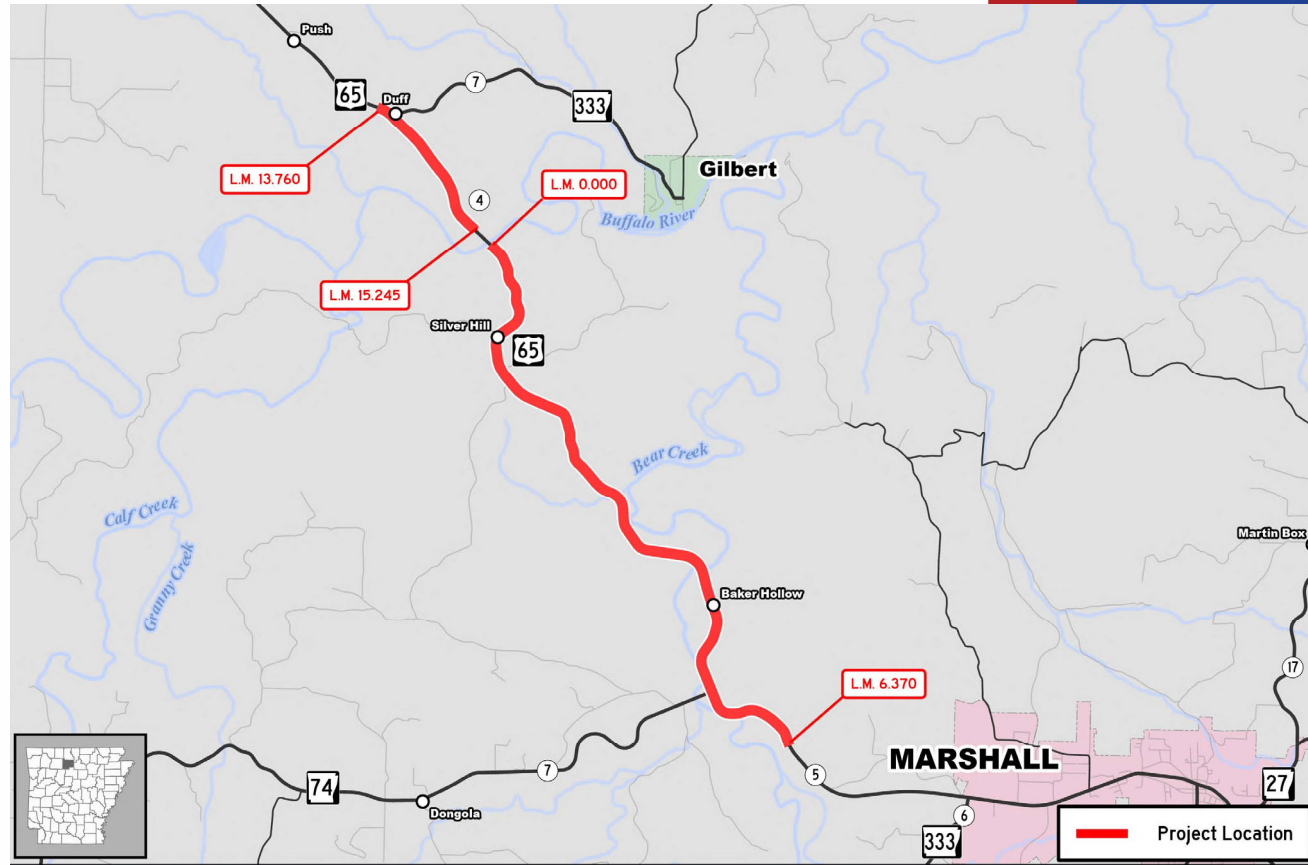 Push
65
Duff
7
333
L.M. 13.760
L.M. 0.000
Gilbert
4
Buffalo River
L.M. 15.245
Silver Hill
65
Bear Creek
Calf Creek
Granny Creek
Martin Box
Baker Hollow
17
L.M. 6.370
MARSHALL
7
5
74
27
Dongola
6
333
Project Location